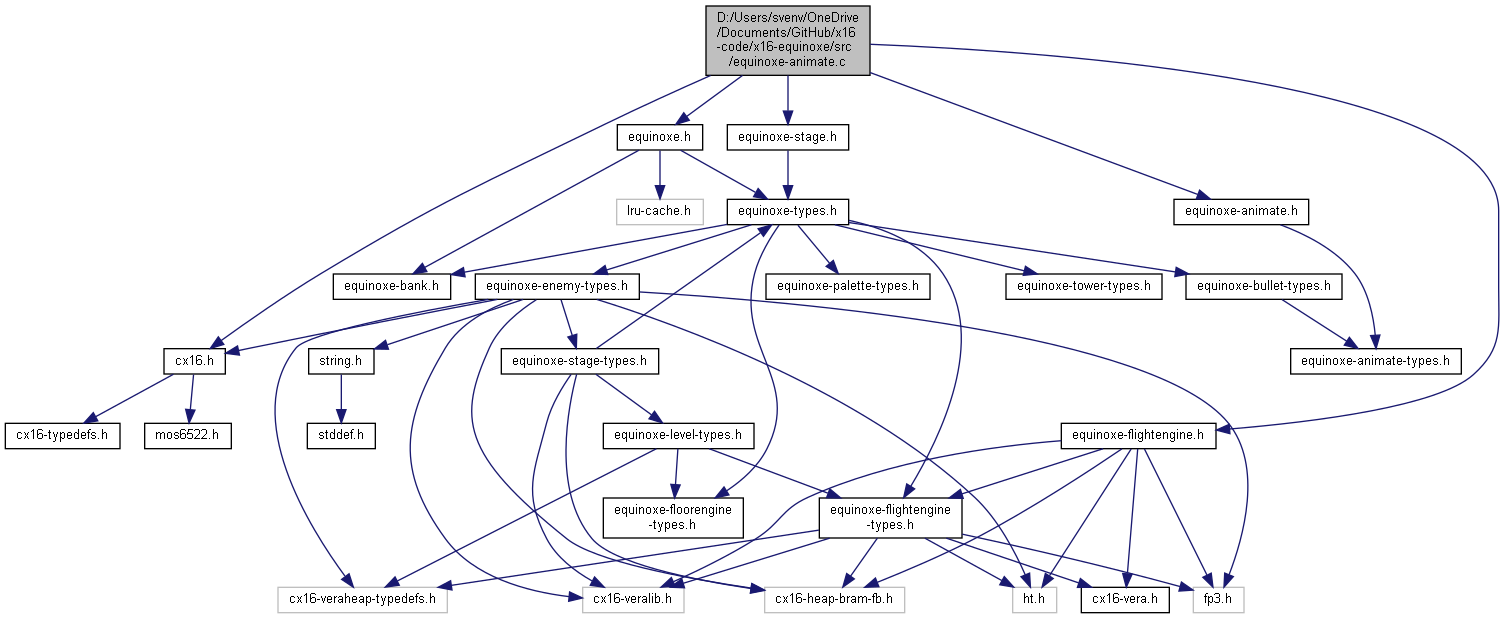 D:/Users/svenw/OneDrive
/Documents/GitHub/x16
-code/x16-equinoxe/src
/equinoxe-animate.c
equinoxe.h
equinoxe-stage.h
lru-cache.h
equinoxe-types.h
equinoxe-animate.h
equinoxe-bank.h
equinoxe-enemy-types.h
equinoxe-palette-types.h
equinoxe-tower-types.h
equinoxe-bullet-types.h
cx16.h
string.h
equinoxe-stage-types.h
equinoxe-animate-types.h
cx16-typedefs.h
mos6522.h
stddef.h
equinoxe-level-types.h
equinoxe-flightengine.h
equinoxe-floorengine
-types.h
equinoxe-flightengine
-types.h
cx16-veraheap-typedefs.h
cx16-veralib.h
cx16-heap-bram-fb.h
ht.h
cx16-vera.h
fp3.h